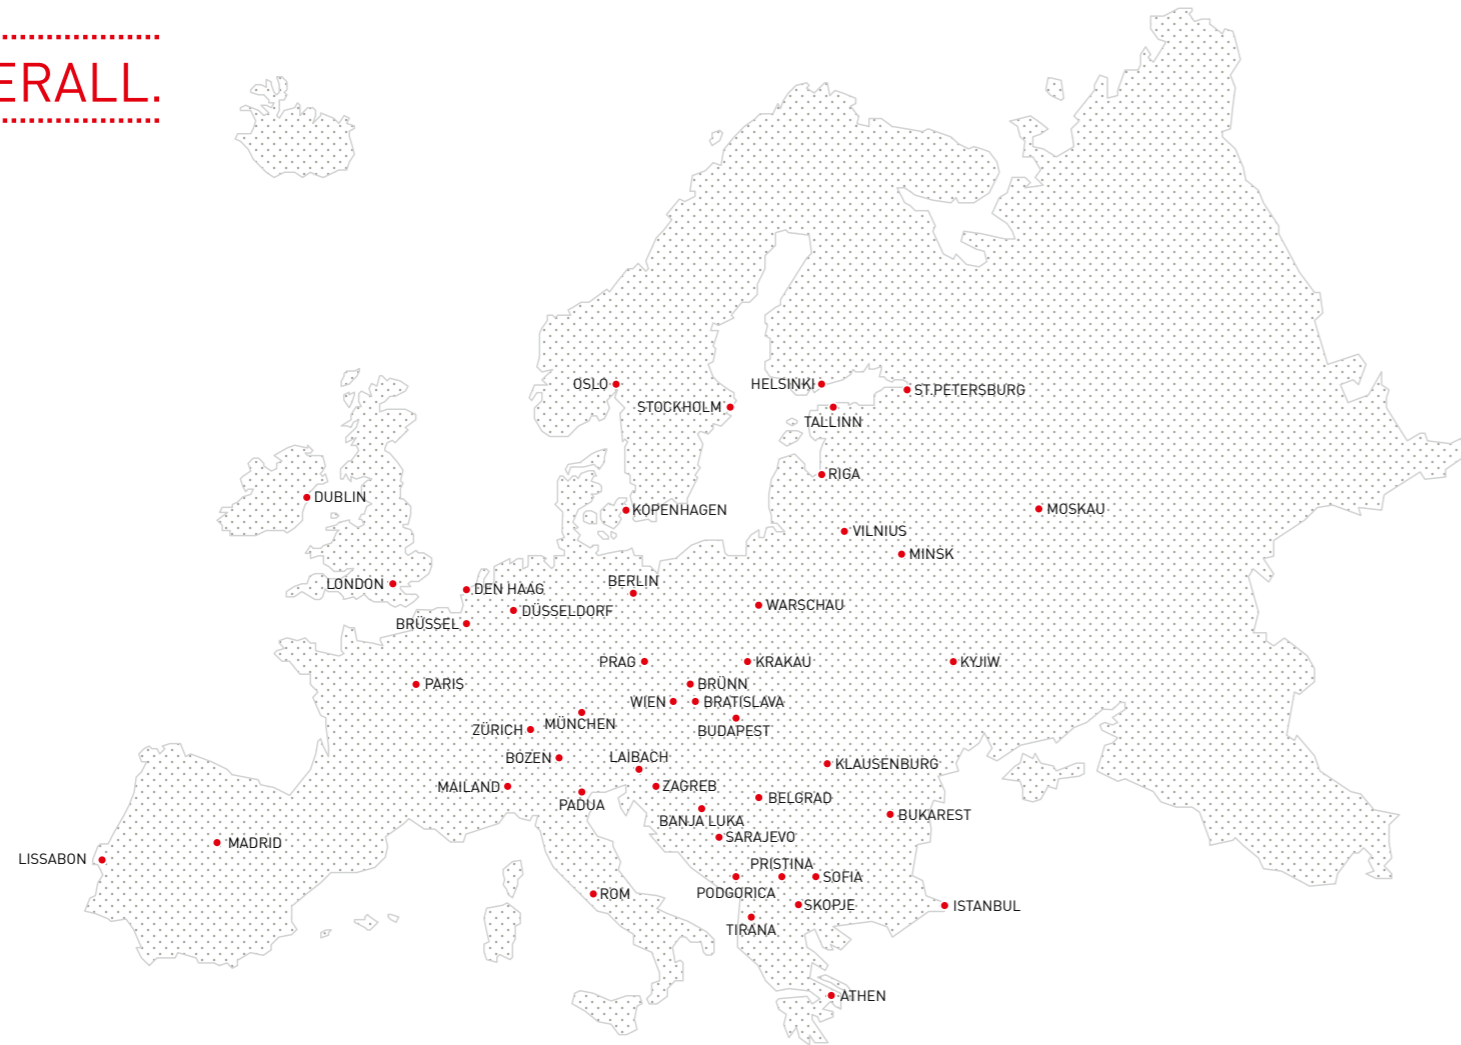 ERALL.
OSLO
HELSINKI
ST.PETERSBURG
STOCKHOLM
TALLINN
RIGA
DUBLIN
KOPENHAGEN
MOSKAU
VILNIUS
MINSK
LONDON
DEN HAAG
BERLIN
DÜSSELDORF
WARSCHAU
BRÜSSEL
PRAG
KRAKAU
KYJIW
PARIS
BRÜNN
WIEN
BRATISLAVA
MÜNCHEN
ZÜRICH
BUDAPEST
BOZEN
LAIBACH
KLAUSENBURG
MAILAND
ZAGREB
PADUA
BELGRAD
BANJA LUKA
BUKAREST
SARAJEVO
MADRID
LISSABON
PRISTINA
SOFIA
PODGORICA
ROM
SKOPJE
ISTANBUL
TIRANA
ATHEN